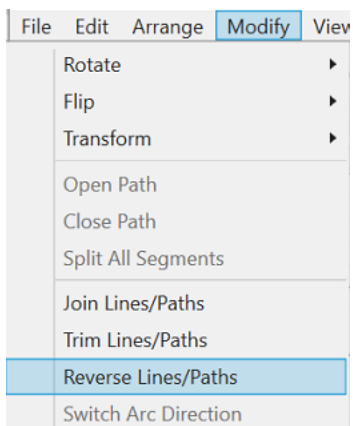 File Edit Arrange Modify View
Rotate
Flip
Transform
Open Path
Close Path
Split All Segments
Join Lines/Paths
Trim Lines/Paths
Reverse Lines/Paths
Switch Arc Direction